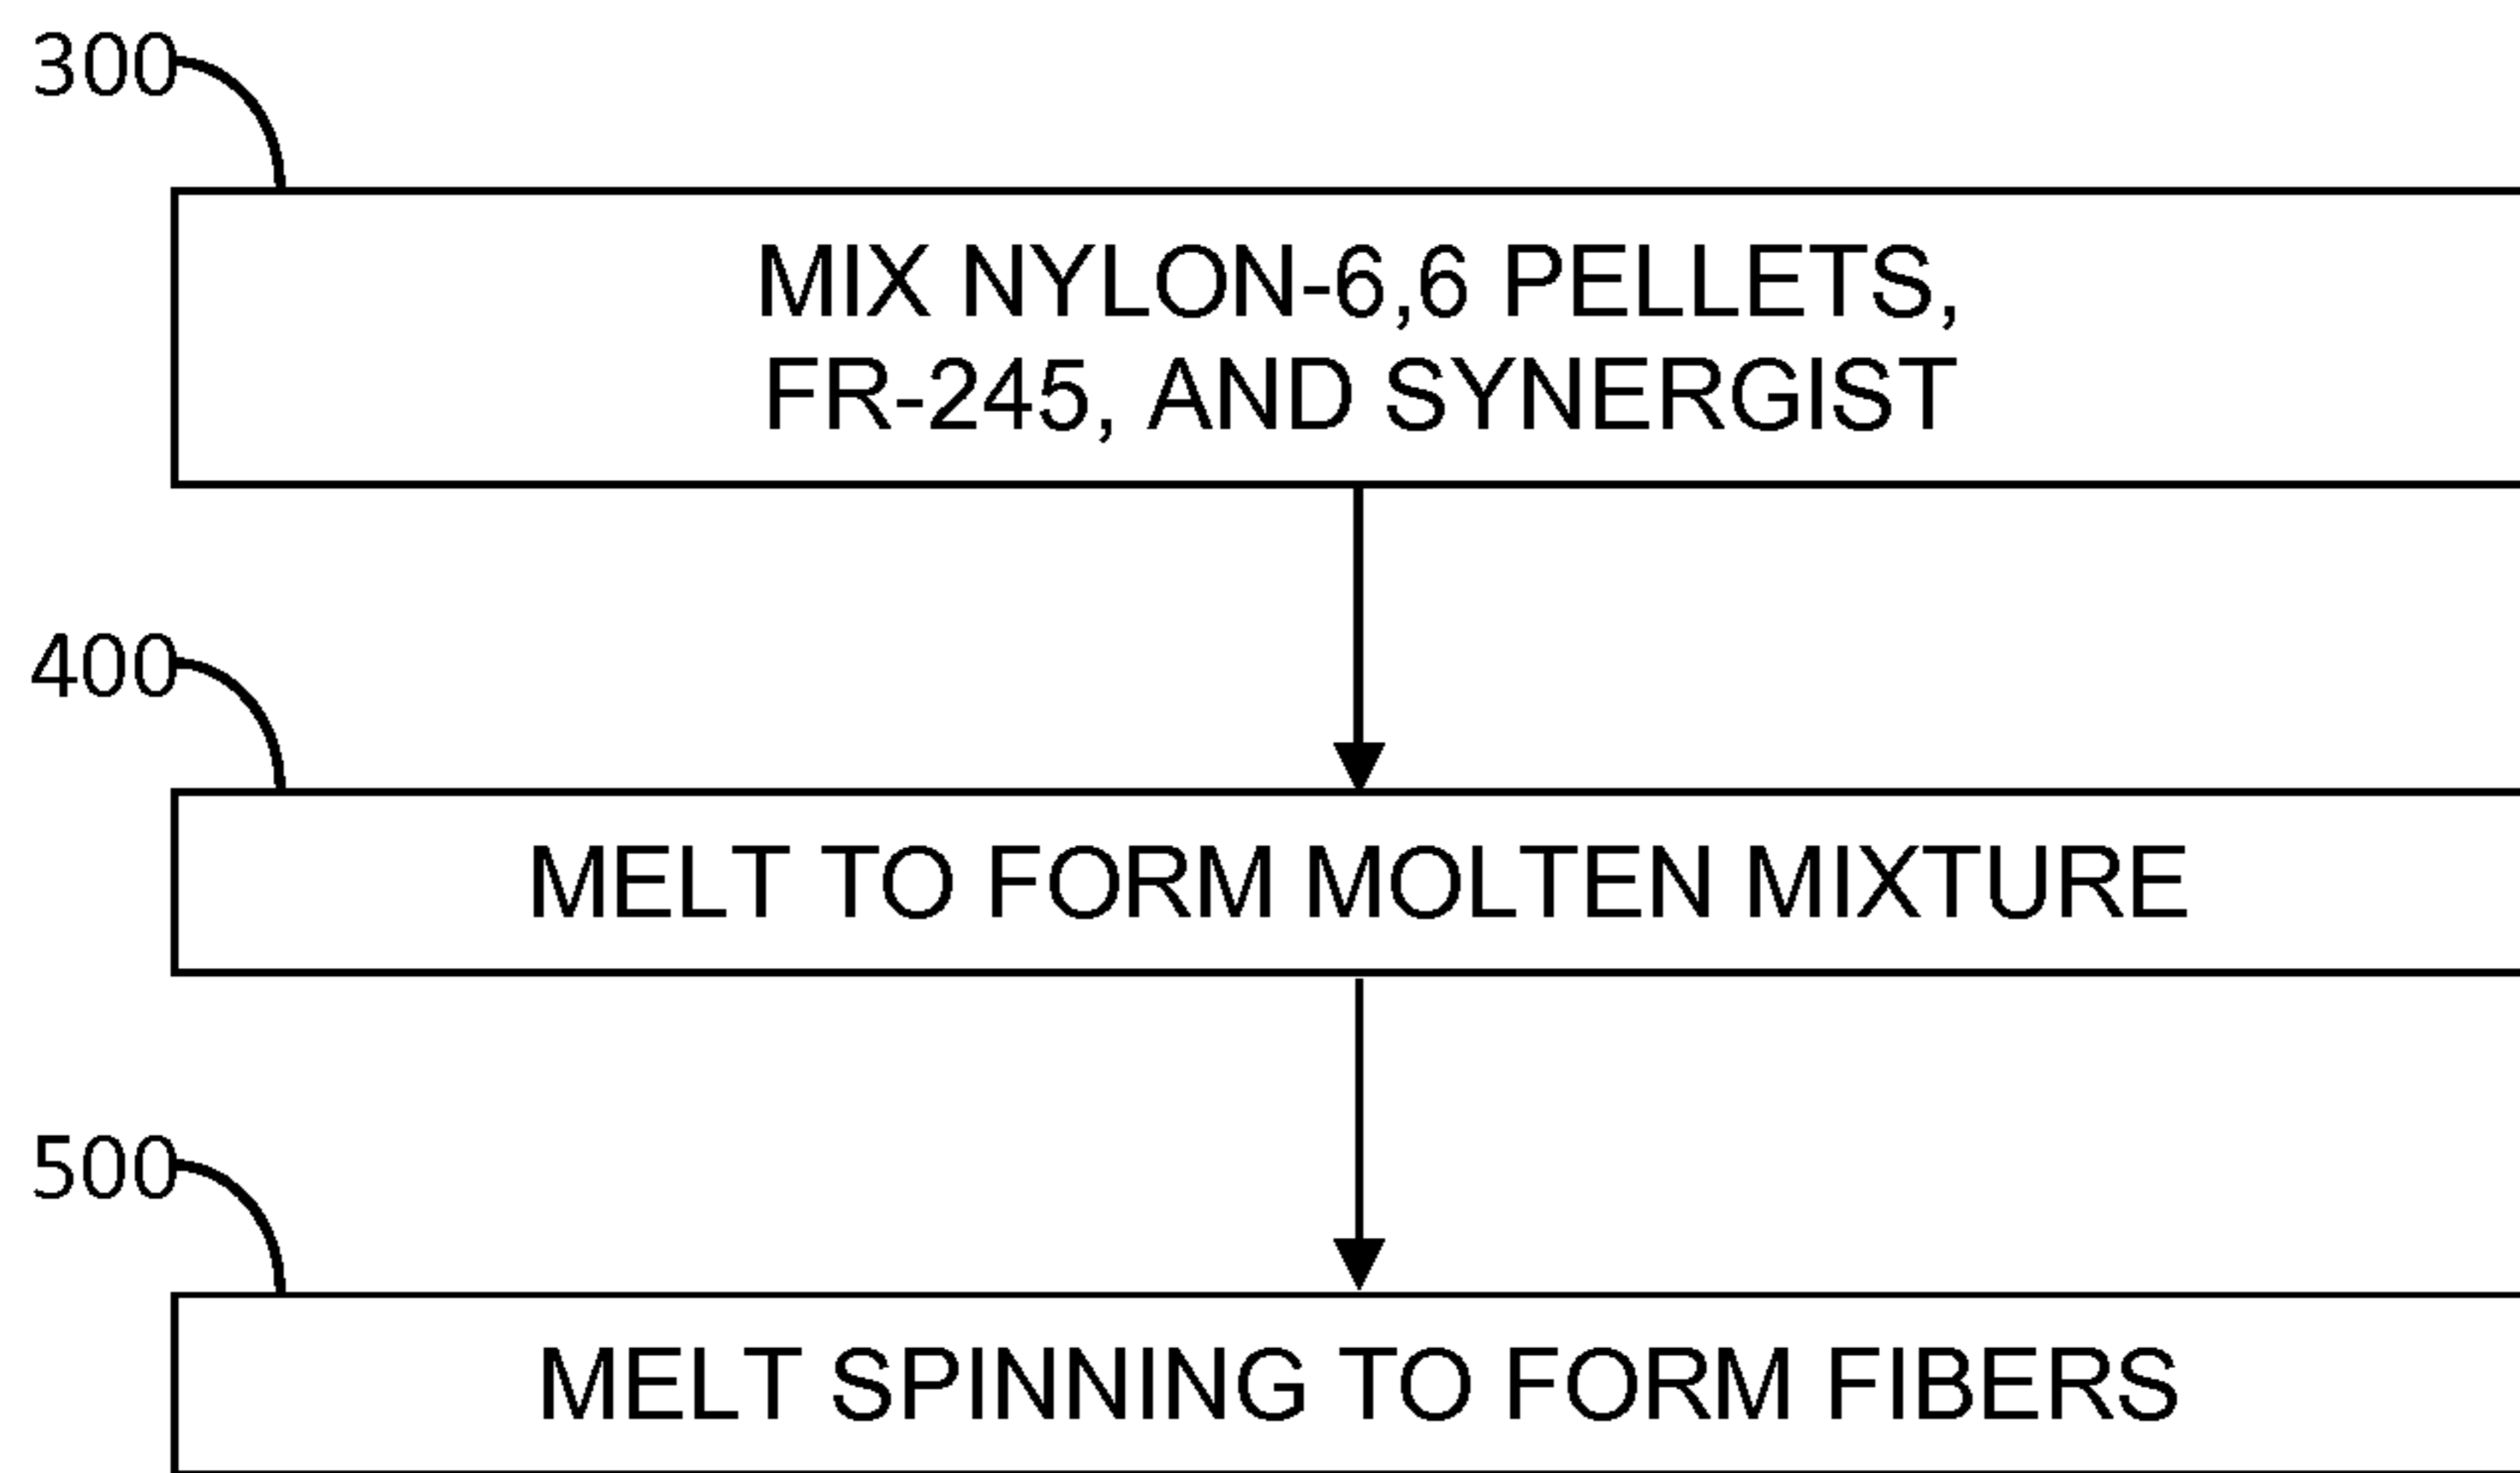 300
MIX NYLON-6,6 PELLETS,
FR-245, AND SYNERGIST
400
MELT TO FORM MOLTEN MIXTURE
500
MELT SPINNING TO FORM FIBERS